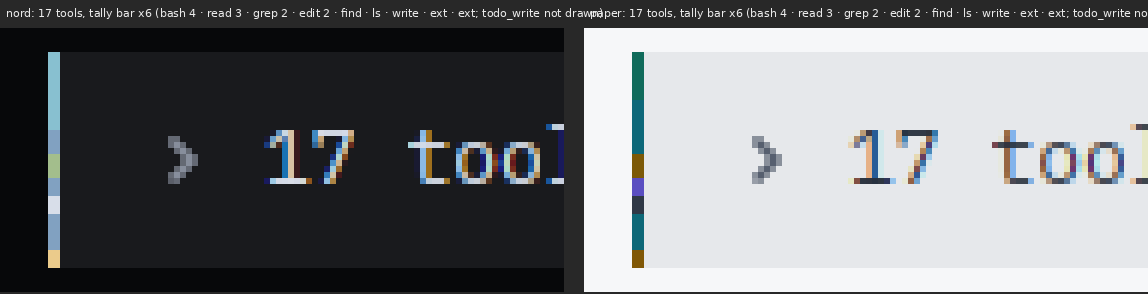 nord: 17 tools, tally bar x6 (bash 4 · read 3 · grep 2 · edit 2 · find · ls · write · ext · ext; todo_write not drawn)
paper: 17 tools, tally bar x6 (bash 4 · read 3 · grep 2 · edit 2 · find · ls · write · ext · ext; todo_write no
› 17 tool
› 17 tool